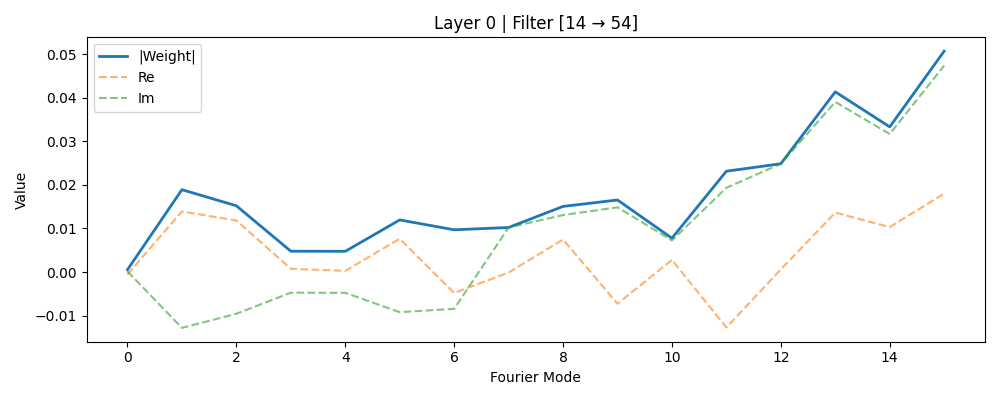 Layer 0 | Filter [14 → 54]
|Weight|
Re
Im
0.05
0.04
0.03
0.02
0.01
0.00
−0.01
Value
0 2 4 6 8 10 12 14
Fourier Mode